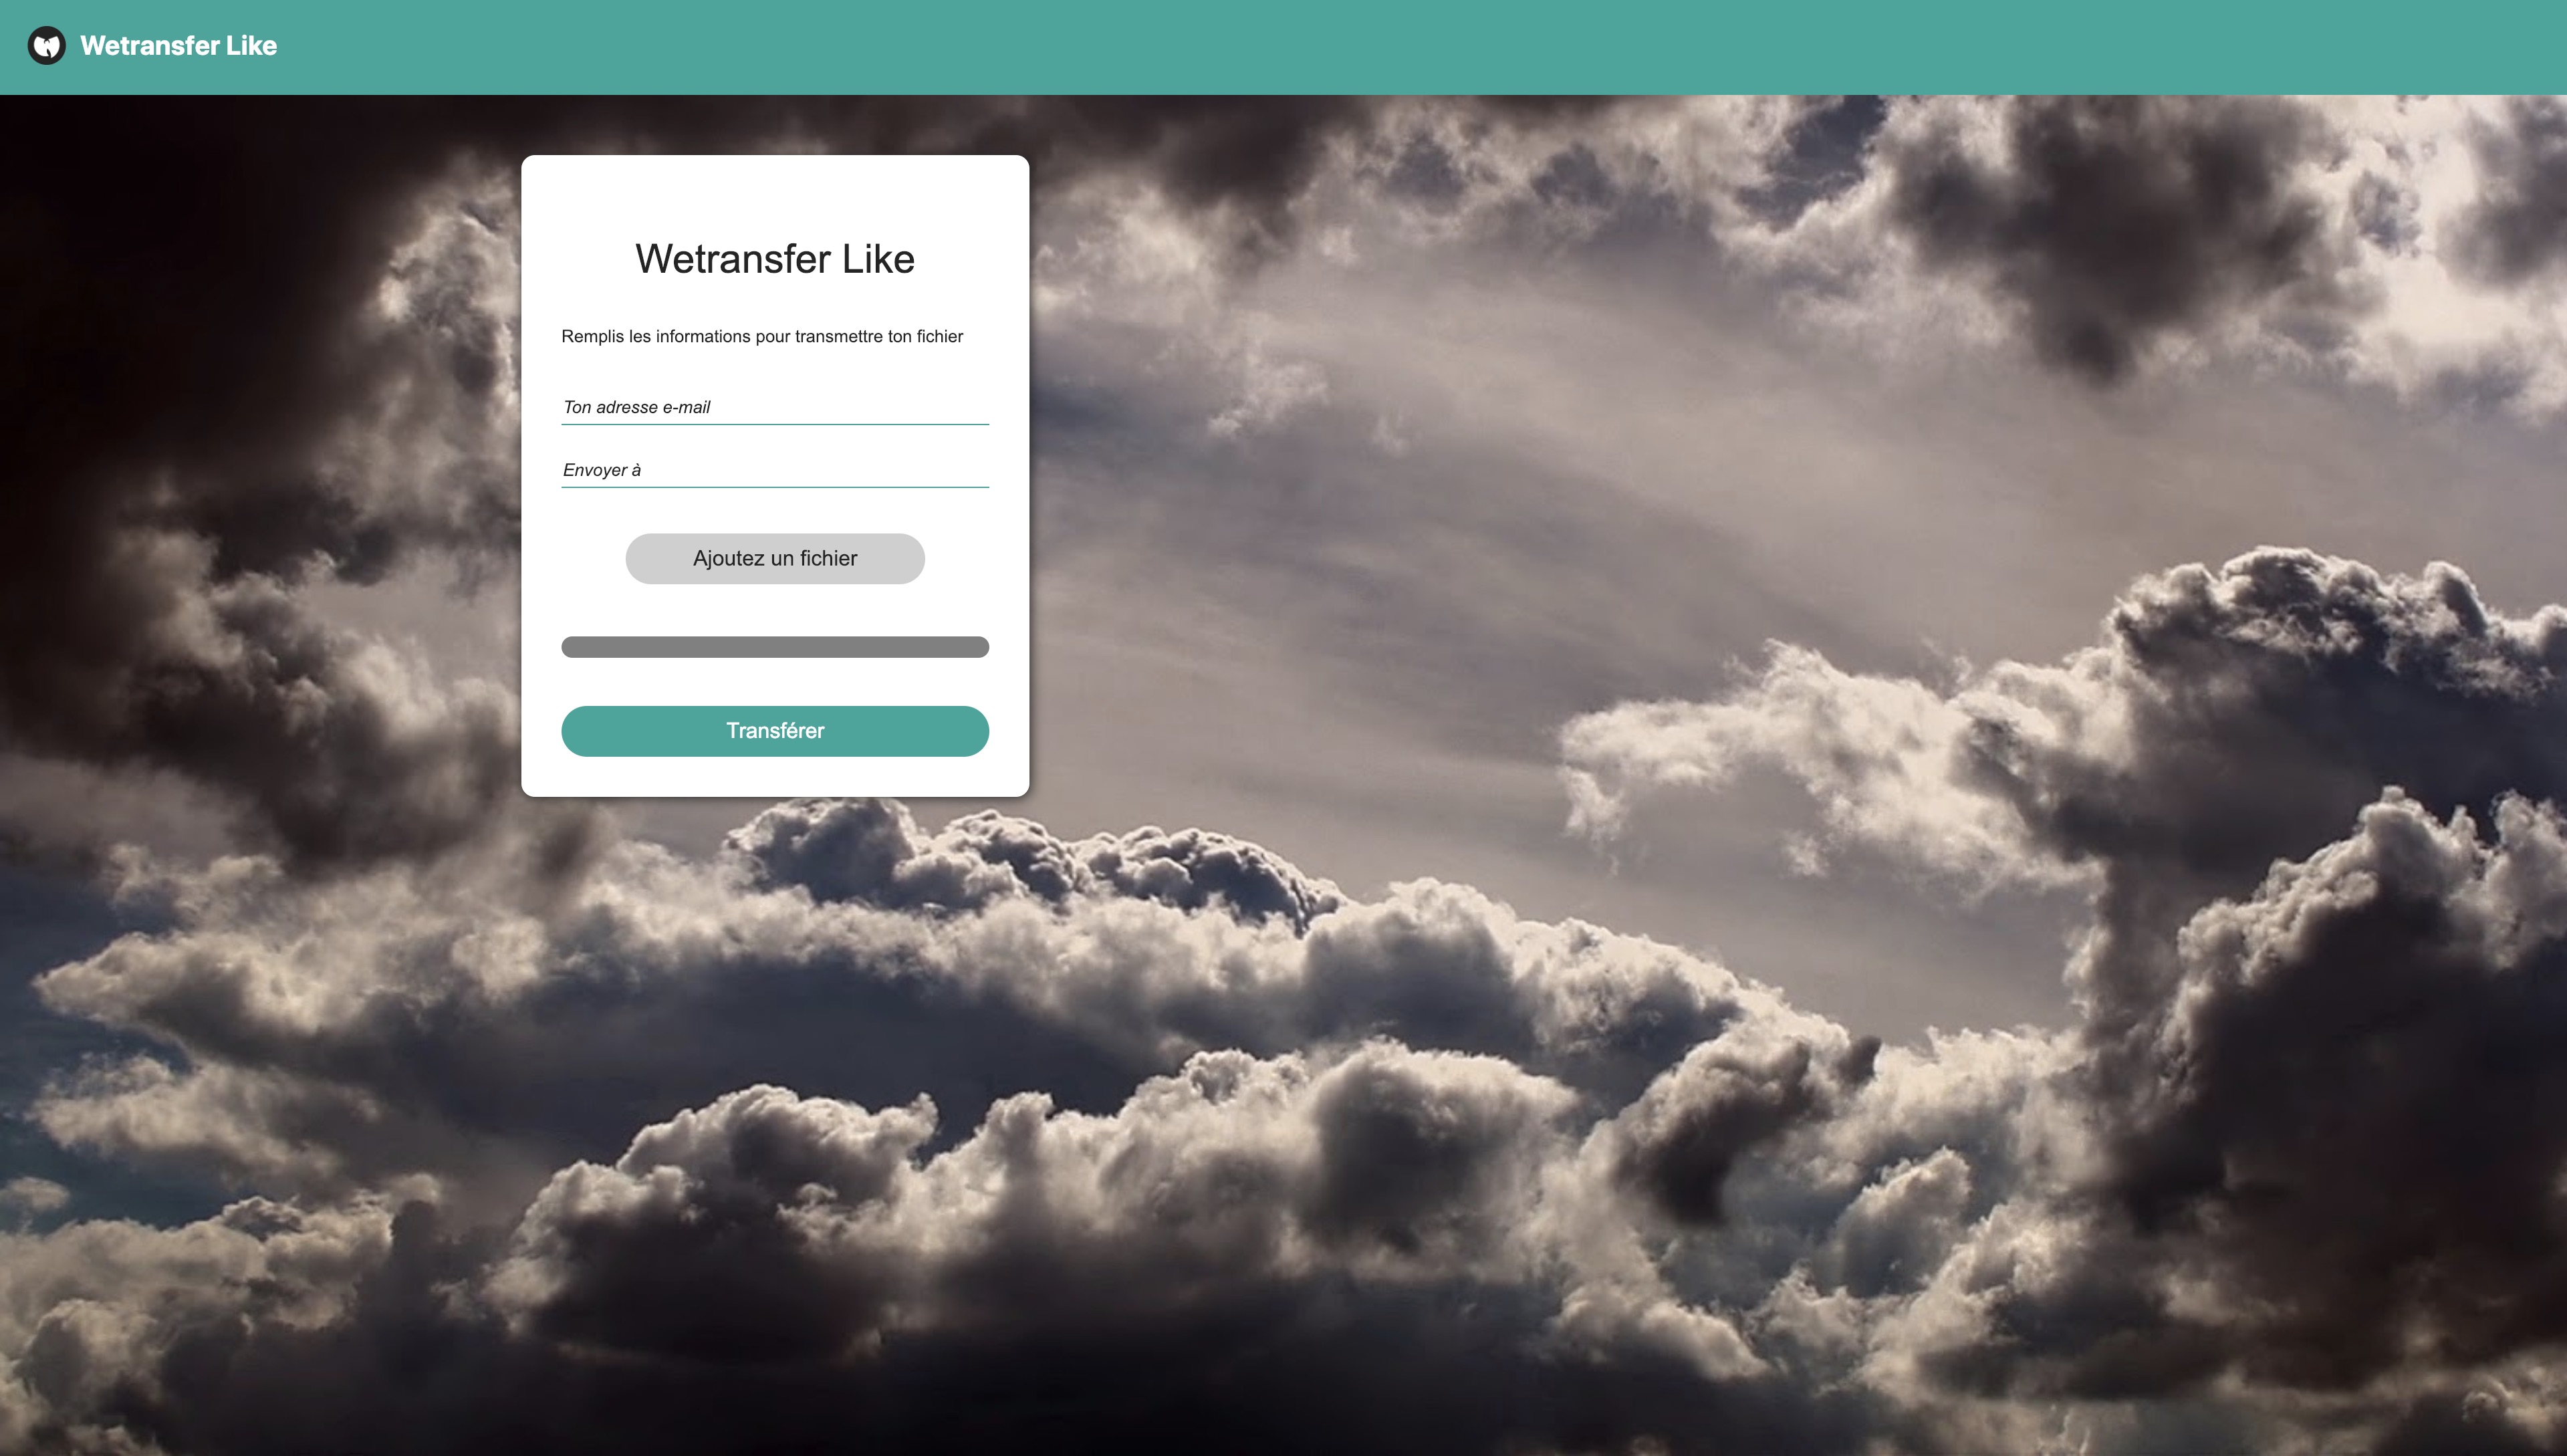 Wetransfer Like
Wetransfer Like
Remplis les informations pour transmettre ton fichier
Ton adresse e-mail
Envoyer à
Ajoutez un fichier
Transférer